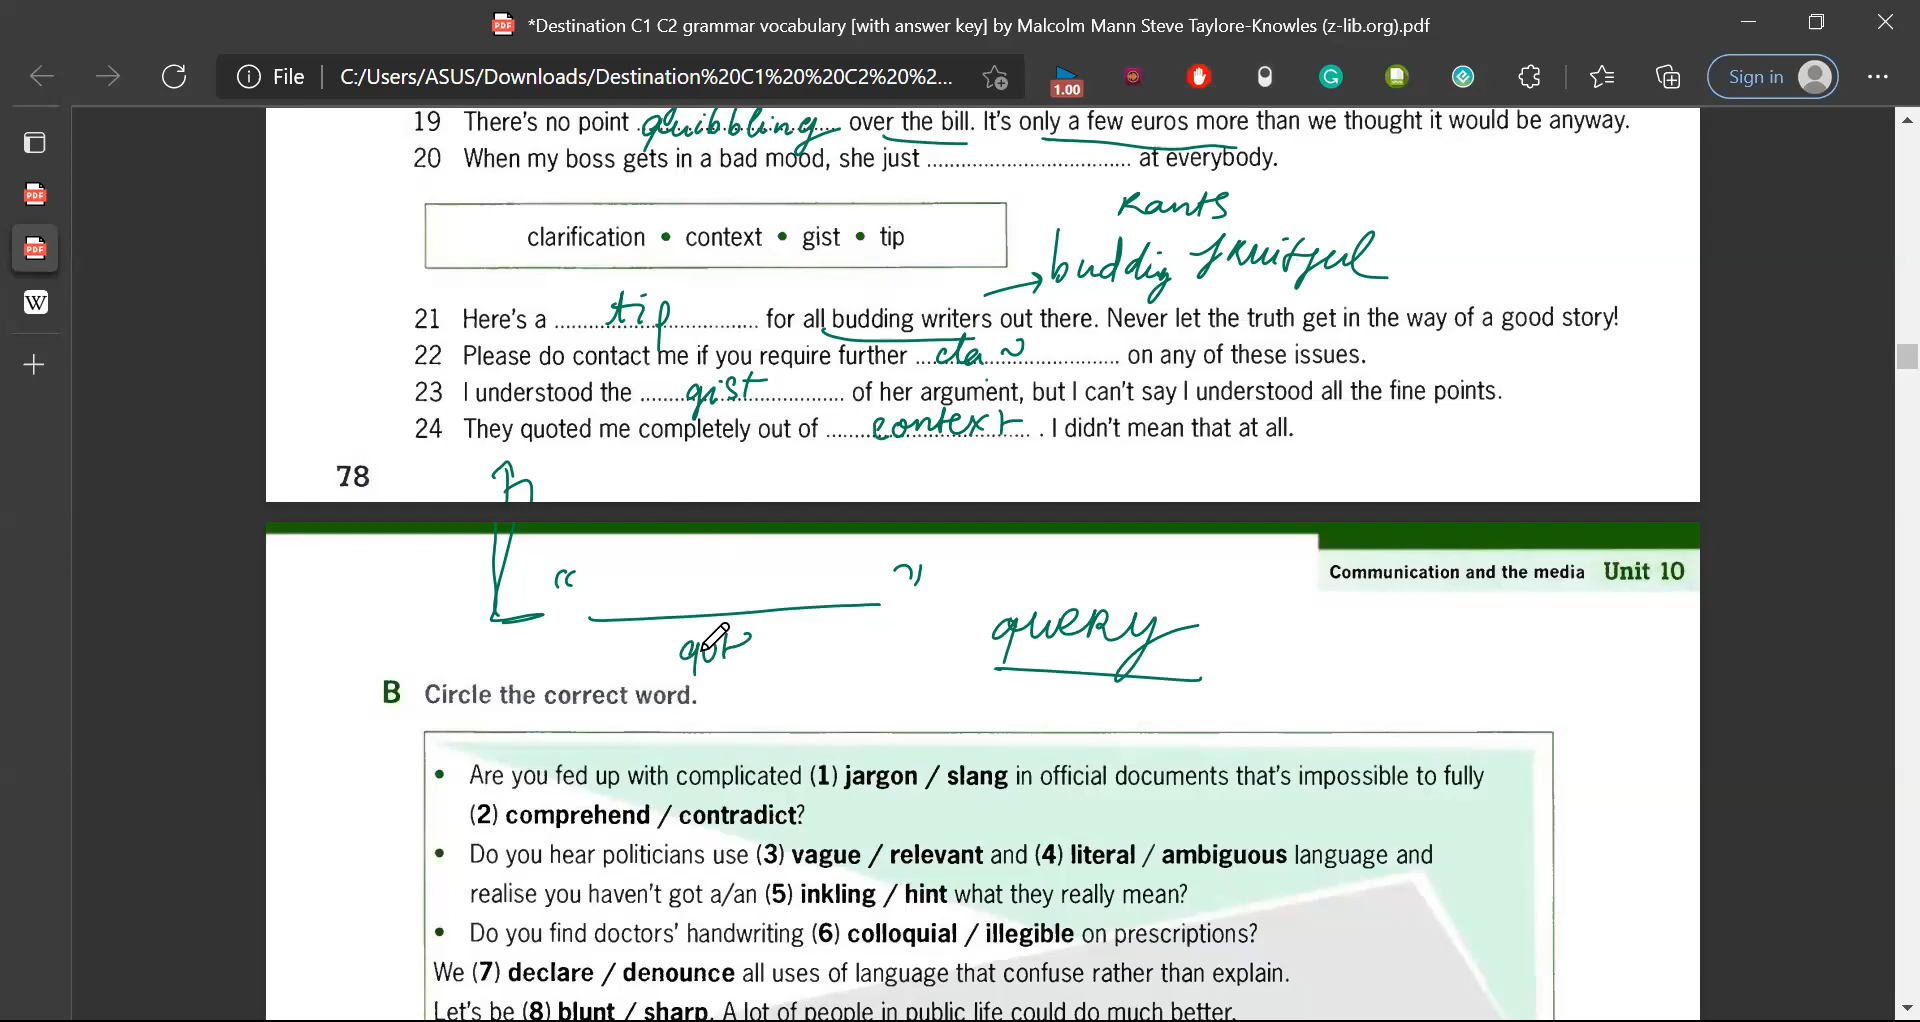 *Destination C1 C2 grammar vocabulary [with answer key] by Malcolm Mann Steve Taylore-Knowles (z-lib.org).pdf
File C:/Users/ASUS/Downloads/Destination%20C1%20%20C2%20%2... 1.00 Sign in
19 There's no point quibbling over the bill. It's only a few euros more than we thought it would be anyway.
20 When my boss gets in a bad mood, she just .................................. at everybody.
Rants
clarification • context • gist • tip
budding fruitful
21 Here's a tip for all budding writers out there. Never let the truth get in the way of a good story!
22 Please do contact me if you require further cla~ on any of these issues.
23 I understood the gist of her argument, but I can't say I understood all the fine points.
24 They quoted me completely out of context. I didn't mean that at all.
78
Communication and the media Unit 10
“ ”
query
B Circle the correct word.
• Are you fed up with complicated (1) jargon / slang in official documents that's impossible to fully
(2) comprehend / contradict?
• Do you hear politicians use (3) vague / relevant and (4) literal / ambiguous language and
realise you haven't got a/an (5) inkling / hint what they really mean?
• Do you find doctors' handwriting (6) colloquial / illegible on prescriptions?
We (7) declare / denounce all uses of language that confuse rather than explain.
Let's be (8) blunt / sharp. A lot of people in public life could do much better.